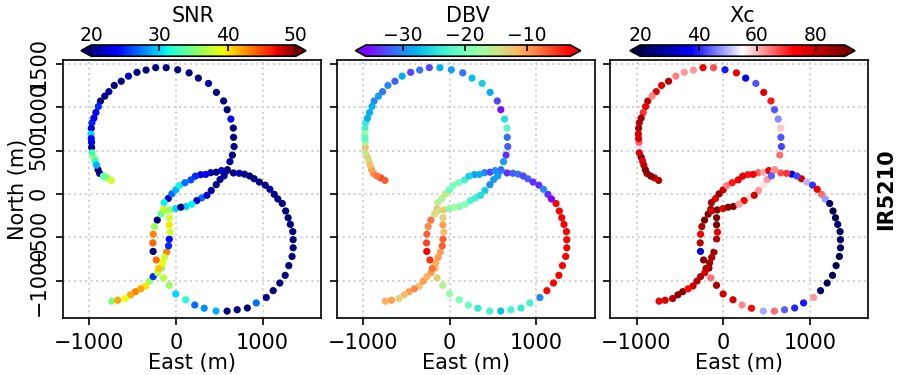 SNR
DBV
Xc
20 30 40 50
−30 −20 −10
20 40 60 80
1500
1000
500
0
−500
−1000
North (m)
IR5210
−1000 0 1000
−1000 0 1000
−1000 0 1000
East (m)
East (m)
East (m)